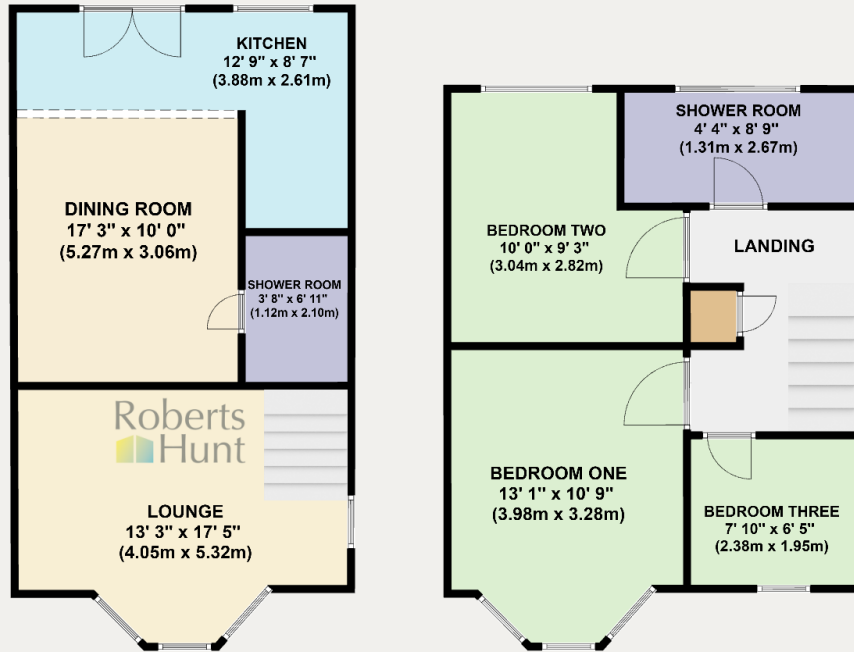 KITCHEN
12' 9" x 8' 7"
(3.88m x 2.61m)
DINING ROOM
17' 3" x 10' 0"
(5.27m x 3.06m)
SHOWER ROOM
3' 8" x 6' 11"
(1.12m x 2.10m)
Roberts
Hunt
LOUNGE
13' 3" x 17' 5"
(4.05m x 5.32m)
SHOWER ROOM
4' 4" x 8' 9"
(1.31m x 2.67m)
BEDROOM TWO
10' 0" x 9' 3"
(3.04m x 2.82m)
LANDING
BEDROOM ONE
13' 1" x 10' 9"
(3.98m x 3.28m)
BEDROOM THREE
7' 10" x 6' 5"
(2.38m x 1.95m)